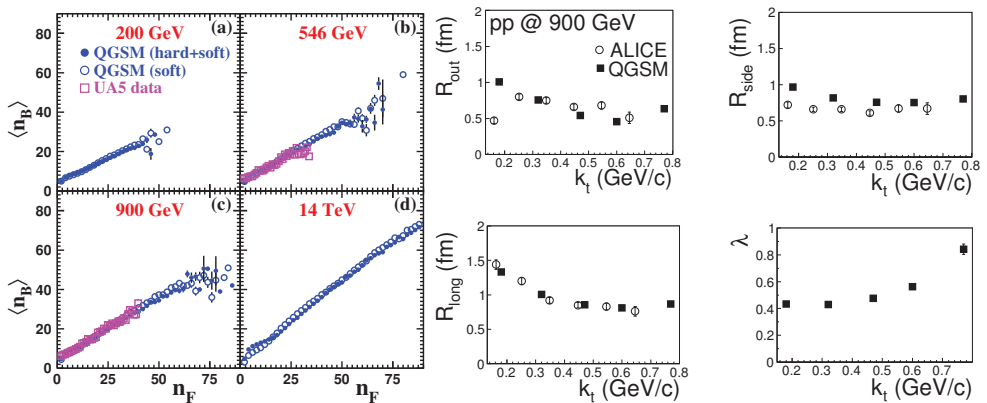 200 GeV (a)
546 GeV (b)
QGSM (hard+soft)
QGSM (soft)
UA5 data
⟨n_B⟩
80
60
40
20
0
900 GeV (c)
14 TeV (d)
⟨n_B⟩
80
60
40
20
0
0 25 50 75
0 25 50 75
n_F
n_F
pp @ 900 GeV
ALICE
QGSM
R_out (fm)
2
1.5
1
0.5
0
0.2 0.3 0.4 0.5 0.6 0.7 0.8
k_t (GeV/c)
R_side (fm)
2
1.5
1
0.5
0
0.2 0.3 0.4 0.5 0.6 0.7 0.8
k_t (GeV/c)
R_long (fm)
2
1.5
1
0.5
0
0.2 0.3 0.4 0.5 0.6 0.7
k_t (GeV/c)
λ
1
0.8
0.6
0.4
0.2
0
0.2 0.3 0.4 0.5 0.6 0.7
k_t (GeV/c)